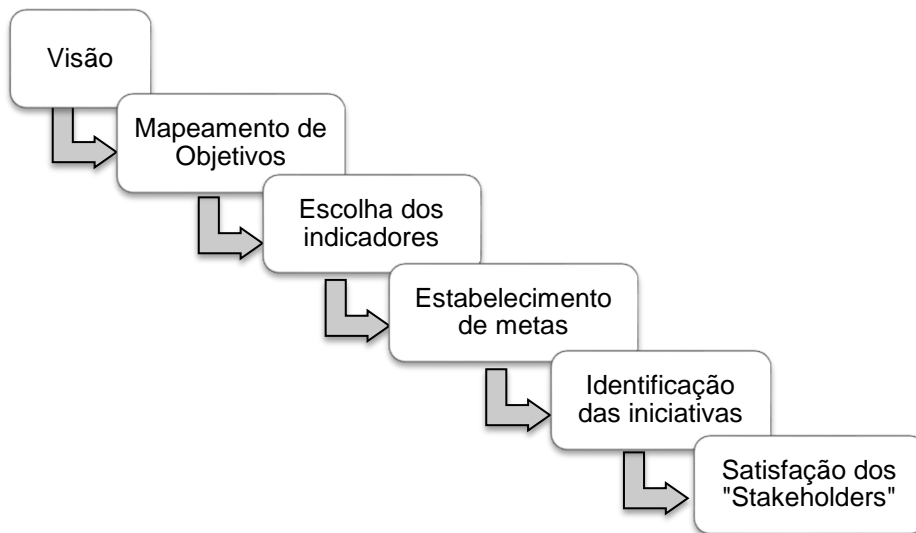 Visão
Mapeamento de
Objetivos
Escolha dos
indicadores
Estabelecimento
de metas
Identificação
das iniciativas
Satisfação dos
"Stakeholders"